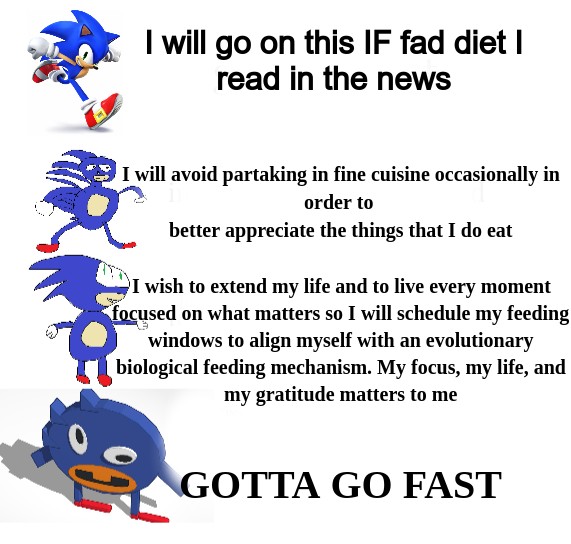 I will go on this IF fad diet I
read in the news
I will avoid partaking in fine cuisine occasionally in
order to
better appreciate the things that I do eat
I wish to extend my life and to live every moment
focused on what matters so I will schedule my feeding
windows to align myself with an evolutionary
biological feeding mechanism. My focus, my life, and
my gratitude matters to me
GOTTA GO FAST